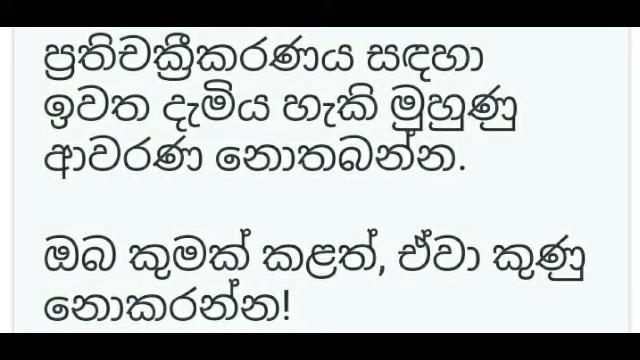 ප්‍රතිචක්‍රීකරණය සඳහා
ඉවත දැමිය හැකි මුහුණු
ආවරණ නොතබන්න.
ඔබ කුමක් කළත්, ඒවා කුණු
නොකරන්න!